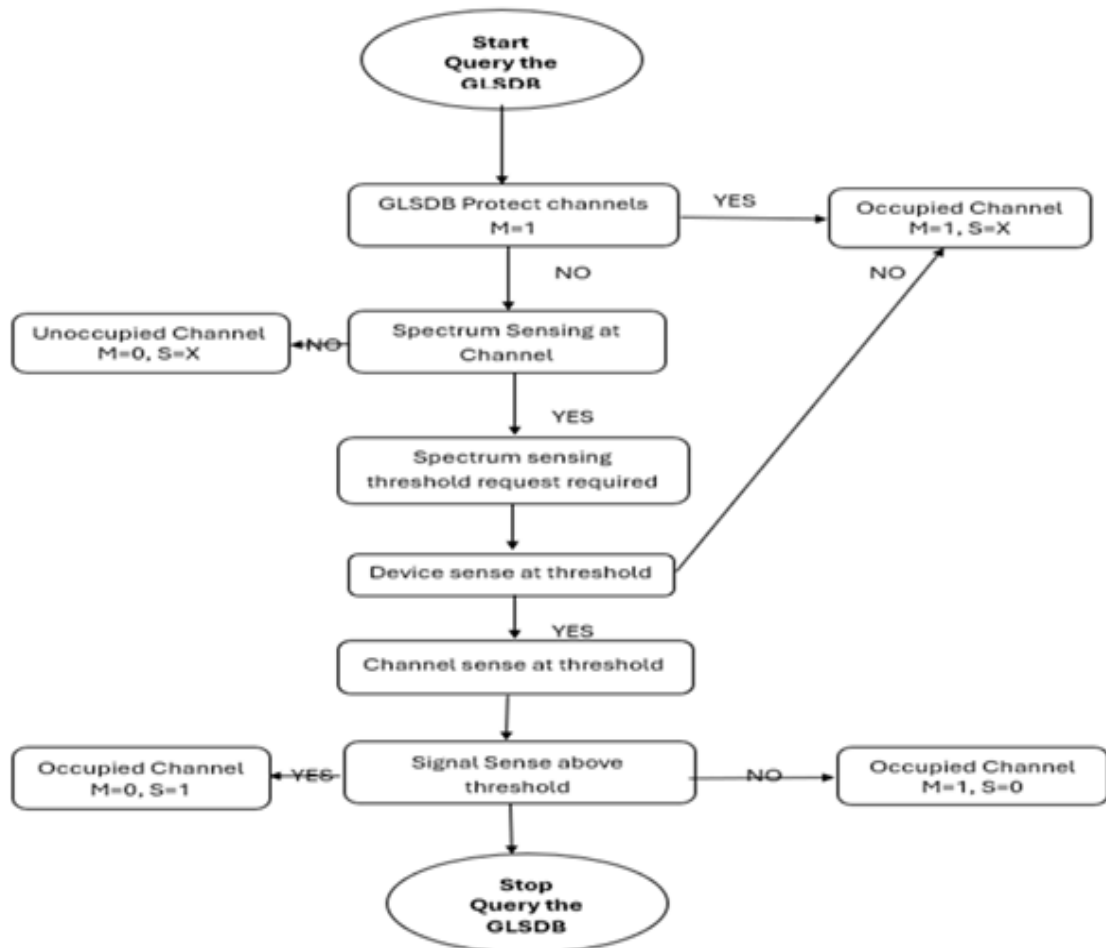 Start
Query the
GLSDB
GLSDB Protect channels
M=1
YES
Occupied Channel
M=1, S=X
NO
NO
Unoccupied Channel
M=0, S=X
NO
Spectrum Sensing at
Channel
YES
Spectrum sensing
threshold request required
Device sense at threshold
YES
Channel sense at threshold
Occupied Channel
M=0, S=1
YES
Signal Sense above
threshold
NO
Occupied Channel
M=1, S=0
Stop
Query the
GLSDB